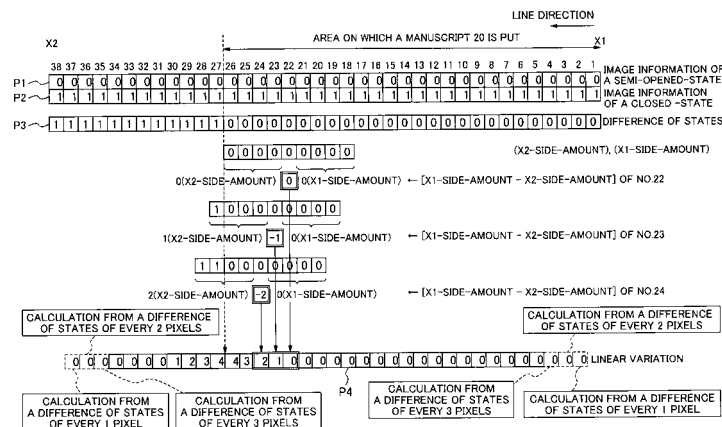 LINE DIRECTION
X2 AREA ON WHICH A MANUSCRIPT 20 IS PUT X1
38 37 36 35 34 33 32 31 30 29 28 27 26 25 24 23 22 21 20 19 18 17 16 15 14 13 12 11 10 9 8 7 6 5 4 3 2 1
P1 0 0 0 0 0 0 0 0 0 0 0 0 0 0 0 0 0 0 0 0 0 0 0 0 0 0 0 0 0 0 0 0 0 0 0 0 0 0 IMAGE INFORMATION OF
A SEMI-OPENED-STATE
P2 1 1 1 1 1 1 1 1 1 1 1 1 1 1 1 1 1 1 1 1 1 1 1 1 1 1 1 1 1 1 1 1 1 1 1 1 1 1 IMAGE INFORMATION
OF A CLOSED -STATE
P3 1 1 1 1 1 1 1 1 1 1 1 1 0 0 0 0 0 0 0 0 0 0 0 0 0 0 0 0 0 0 0 0 0 0 0 0 0 0 DIFFERENCE OF STATES
0 0 0 0 0 0 0 0 0 (X2-SIDE-AMOUNT), (X1-SIDE-AMOUNT)
0(X2-SIDE-AMOUNT) 0 0(X1-SIDE-AMOUNT) ← [X1-SIDE-AMOUNT - X2-SIDE-AMOUNT] OF NO.22
1 0 0 0 0 0 0 0 0
1(X2-SIDE-AMOUNT) -1 0(X1-SIDE-AMOUNT) ← [X1-SIDE-AMOUNT - X2-SIDE-AMOUNT] OF NO.23
1 1 0 0 0 0 0 0 0
2(X2-SIDE-AMOUNT) -2 0(X1-SIDE-AMOUNT) ← [X1-SIDE-AMOUNT - X2-SIDE-AMOUNT] OF NO.24
CALCULATION FROM A DIFFERENCE
OF STATES OF EVERY 2 PIXELS
CALCULATION FROM A DIFFERENCE
OF STATES OF EVERY 2 PIXELS
0 0 0 0 0 0 0 1 2 3 4 4 3 2 1 0 0 0 0 0 0 0 0 0 0 0 0 0 0 0 0 0 0 0 0 0 LINEAR VARIATION
P4
CALCULATION FROM
A DIFFERENCE OF STATES
OF EVERY 1 PIXEL
CALCULATION FROM
A DIFFERENCE OF STATES
OF EVERY 3 PIXELS
CALCULATION FROM
A DIFFERENCE OF STATES
OF EVERY 3 PIXELS
CALCULATION FROM A DIFFERENCE
OF STATES OF EVERY 1 PIXEL